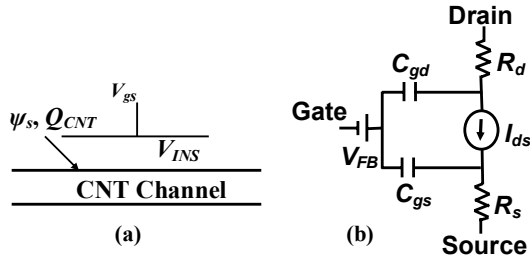 V_gs
ψ_s, Q_CNT
V_INS
CNT Channel
(a)
Drain
R_d
C_gd
Gate
I_ds
V_FB
C_gs
R_s
Source
(b)